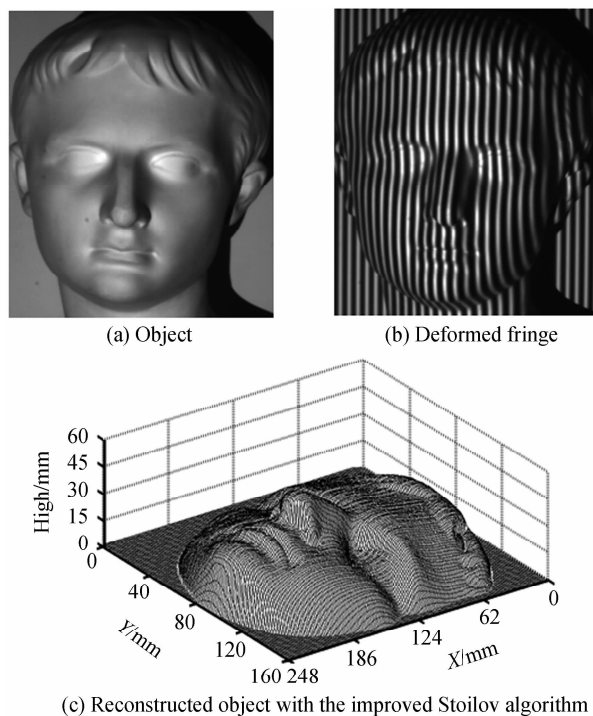 (a) Object
(b) Deformed fringe
60
45
30
15
0
High/mm
0
40
80
120
160
Y/mm
248
186
124
62
0
X/mm
(c) Reconstructed object with the improved Stoilov algorithm